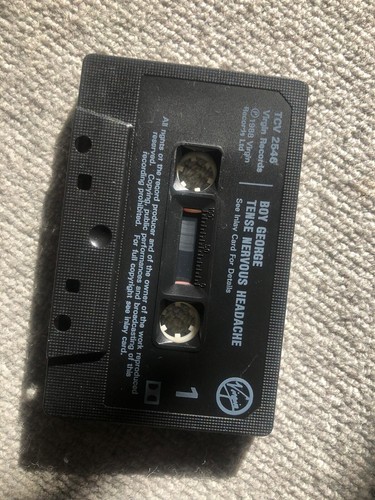 TCV 2546
Virgin Records
℗1988 Virgin
Records Ltd
BOY GEORGE
TENSE NERVOUS HEADACHE
See Inlay Card For Details
Virgin
1
All rights of the record producer and of the owner of the work reproduced
reserved. Copying, public performances and broadcasting of this
recording prohibited. For full copyright see inlay card.